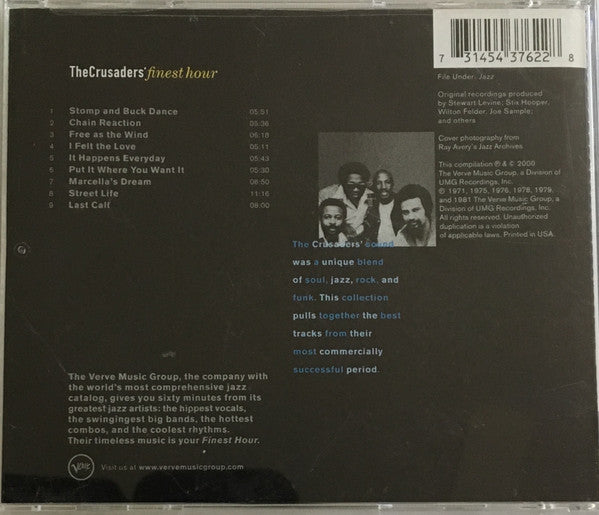 TheCrusaders' finest hour
1 Stomp and Buck Dance 05:51
2 Chain Reaction 05:36
3 Free as the Wind 06:18
4 I Felt the Love 05:11
5 It Happens Everyday 05:43
6 Put It Where You Want It 05:30
7 Marcella's Dream 05:11
8 Street Life 11:16
9 Last Call 08:00
The Crusaders' sound
was a unique blend
of soul, jazz, rock, and
funk. This collection
pulls together the best
tracks from their
most commercially
successful period.
The Verve Music Group, the company with
the world's most comprehensive jazz
catalog, gives you sixty minutes from its
greatest jazz artists: the hippest vocals,
the swingingest big bands, the hottest
combos, and the coolest rhythms.
Their timeless music is your Finest Hour.
Verve Visit us at www.vervemusicgroup.com
7 31454 37622 8
File Under: Jazz
Original recordings produced
by Stewart Levine; Stix Hooper,
Wilton Felder, Joe Sample;
and others
Cover photography from
Ray Avery's Jazz Archives
This compilation ℗ & © 2000
The Verve Music Group, a Division of
UMG Recordings, Inc.
℗ 1971, 1975, 1976, 1978, 1979,
and 1981 The Verve Music Group, a
Division of UMG Recordings, Inc.
All rights reserved. Unauthorized
duplication is a violation
of applicable laws. Printed in USA.